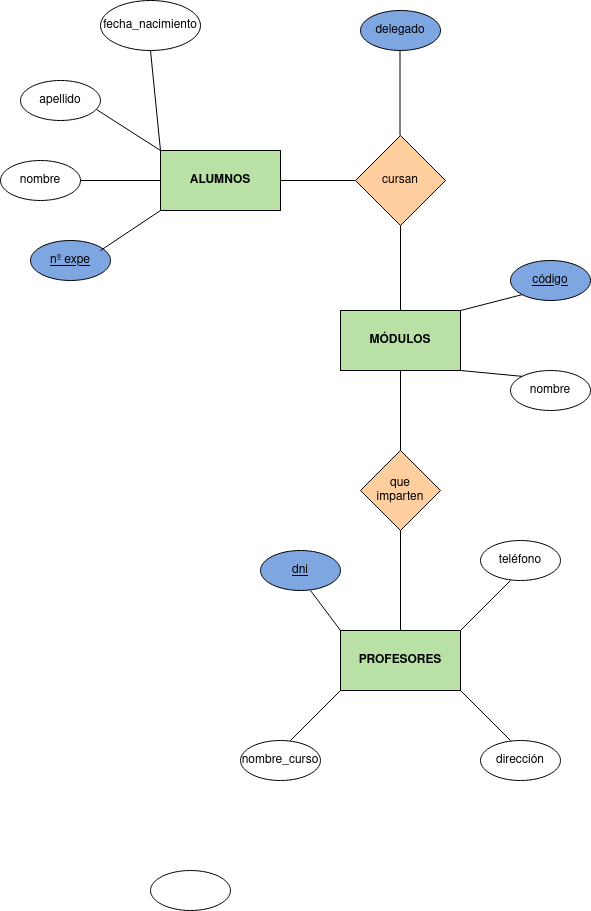 fecha_nacimiento
delegado
apellido
nombre
ALUMNOS
cursan
nº expe
código
MÓDULOS
nombre
que
imparten
teléfono
dni
PROFESORES
nombre_curso
dirección